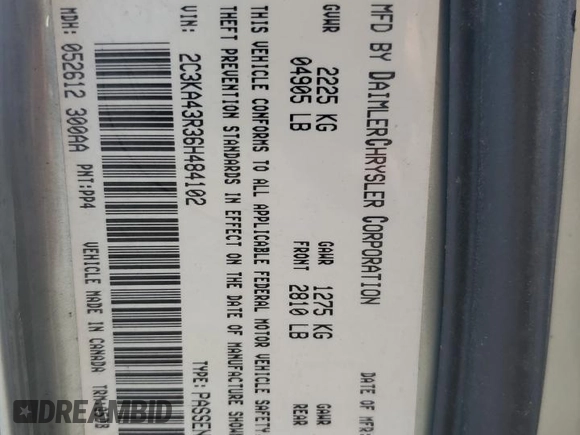 MFD BY DAIMLERCHRYSLER CORPORATION DATE OF MFR:
GVWR 2225 KG GAWR 1275 KG GAWR
04905 LB FRONT 2810 LB REAR
THIS VEHICLE CONFORMS TO ALL APPLICABLE FEDERAL MOTOR VEHICLE SAFETY,
THEFT PREVENTION STANDARDS IN EFFECT ON THE DATE OF MANUFACTURE SHOW
VIN: 2C3KA43R36H484102 TYPE: PASSEN
MDH: 052612 300AA PNT: PP4 VEHICLE MADE IN CANADA
DREAMBID